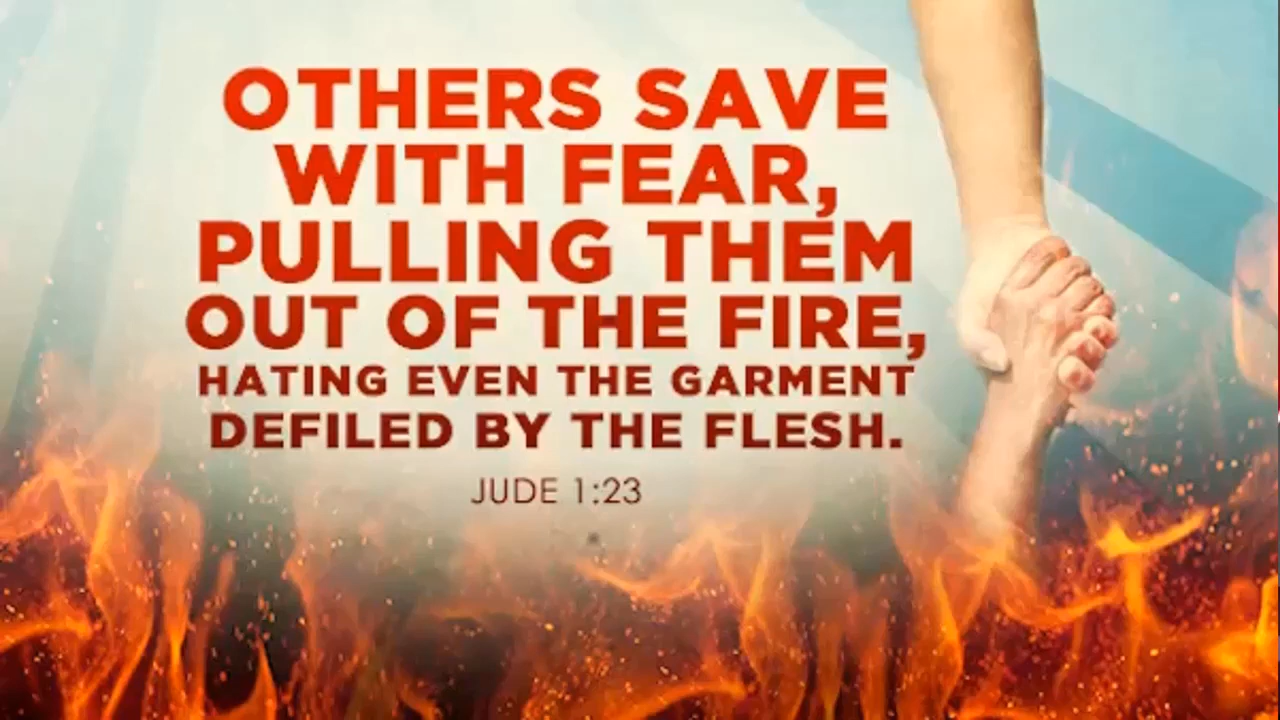 OTHERS SAVE
WITH FEAR,
PULLING THEM
OUT OF THE FIRE,
HATING EVEN THE GARMENT
DEFILED BY THE FLESH.
JUDE 1:23